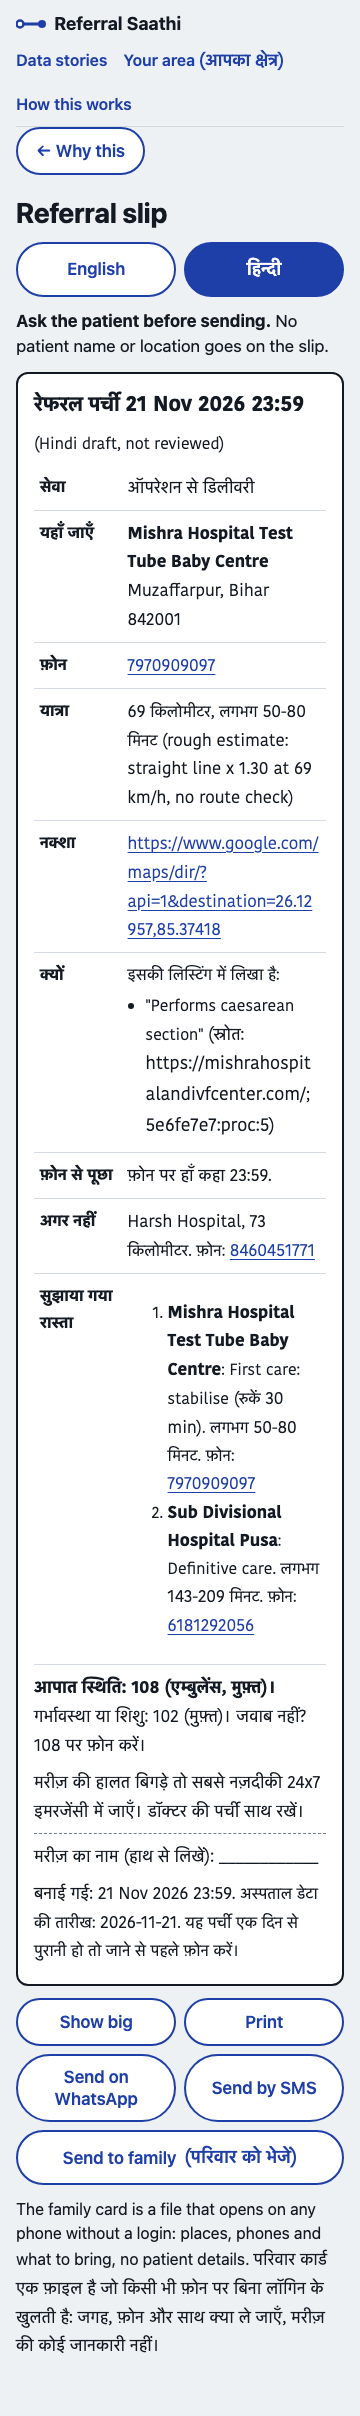 Referral Saathi
Data stories Your area (आपका क्षेत्र)
How this works
← Why this
Referral slip
English हिन्दी
Ask the patient before sending. No
patient name or location goes on the slip.
रेफरल पर्ची 21 Nov 2026 23:59
(Hindi draft, not reviewed)
सेवा ऑपरेशन से डिलीवरी
यहाँ जाएँ Mishra Hospital Test
Tube Baby Centre
Muzaffarpur, Bihar
842001
फ़ोन 7970909097
यात्रा 69 किलोमीटर, लगभग 50-80
मिनट (rough estimate:
straight line x 1.30 at 69
km/h, no route check)
नक्शा https://www.google.com/
maps/dir/?
api=1&destination=26.12
957,85.37418
क्यों इसकी लिस्टिंग में लिखा है:
• "Performs caesarean
section" (स्रोत:
https://mishrahospit
alandivfcenter.com/;
5e6fe7e7:proc:5)
फ़ोन से पूछा फ़ोन पर हाँ कहा 23:59.
अगर नहीं Harsh Hospital, 73
किलोमीटर. फ़ोन: 8460451771
सुझाया गया
रास्ता
1. Mishra Hospital
Test Tube Baby
Centre: First care:
stabilise (रुकें 30
min). लगभग 50-80
मिनट. फ़ोन:
7970909097
2. Sub Divisional
Hospital Pusa:
Definitive care. लगभग
143-209 मिनट. फ़ोन:
6181292056
आपात स्थिति: 108 (एम्बुलेंस, मुफ़्त)।
गर्भावस्था या शिशु: 102 (मुफ़्त)। जवाब नहीं?
108 पर फ़ोन करें।
मरीज़ की हालत बिगड़े तो सबसे नज़दीकी 24x7
इमरजेंसी में जाएँ। डॉक्टर की पर्ची साथ रखें।
मरीज़ का नाम (हाथ से लिखें): ____________
बनाई गई: 21 Nov 2026 23:59. अस्पताल डेटा
की तारीख: 2026-11-21. यह पर्ची एक दिन से
पुरानी हो तो जाने से पहले फ़ोन करें।
Show big Print
Send on
WhatsApp
Send by SMS
Send to family (परिवार को भेजें)
The family card is a file that opens on any
phone without a login: places, phones and
what to bring, no patient details. परिवार कार्ड
एक फ़ाइल है जो किसी भी फ़ोन पर बिना लॉगिन के
खुलती है: जगह, फ़ोन और साथ क्या ले जाएँ, मरीज़
की कोई जानकारी नहीं।